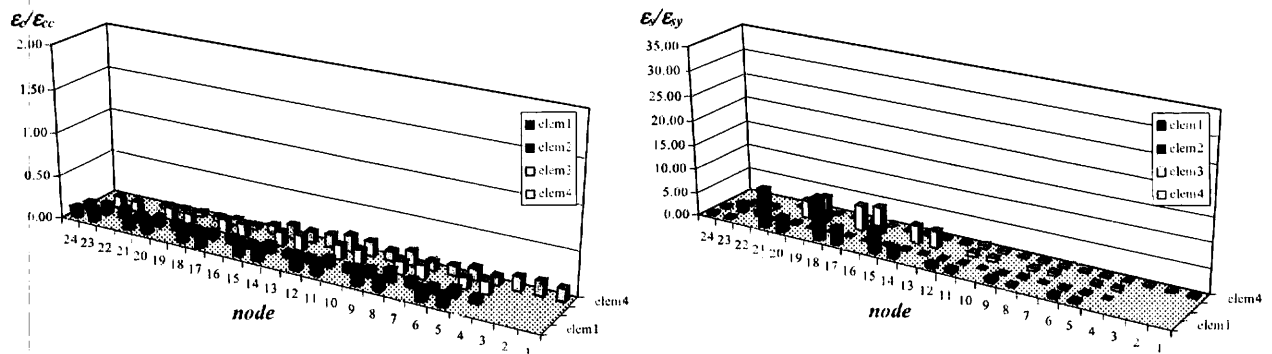 εc/εcc
2.00
1.50
1.00
0.50
0.00
elem1
elem2
elem3
elem4
24 23 22 21 20 19 18 17 16 15 14 13 12 11 10 9 8 7 6 5 4 3 2 1
node
elem4
elem1
εs/εsy
35.00
30.00
25.00
20.00
15.00
10.00
5.00
0.00
elem1
elem2
elem3
elem4
24 23 22 21 20 19 18 17 16 15 14 13 12 11 10 9 8 7 6 5 4 3 2 1
node
elem4
elem1